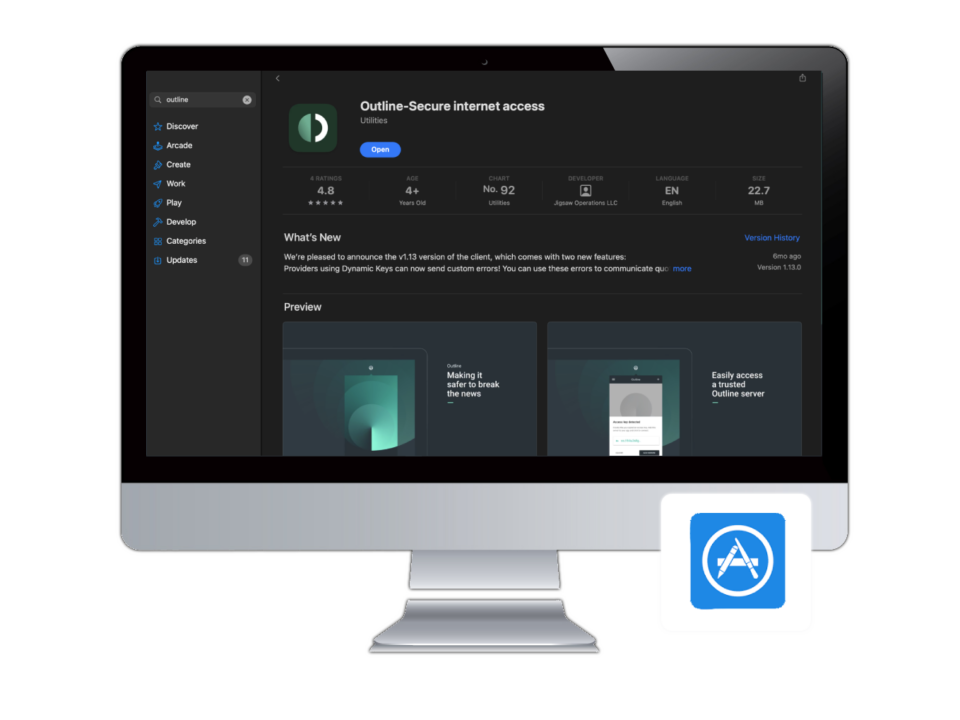 outline
Discover
Arcade
Create
Work
Play
Develop
Categories
Updates
11
Outline-Secure internet access
Utilities
Open
4 RATINGS
4.8
★★★★★
AGE
4+
Years Old
CHART
No. 92
Utilities
DEVELOPER
Jigsaw Operations LLC
LANGUAGE
EN
English
SIZE
22.7
MB
What's New
Version History
We're pleased to announce the v1.13 version of the client, which comes with two new features:
6mo ago
Providers using Dynamic Keys can now send custom errors! You can use these errors to communicate quo more
Version 1.13.0
Preview
Outline
Making it
safer to break
the news
Easily access
a trusted
Outline server